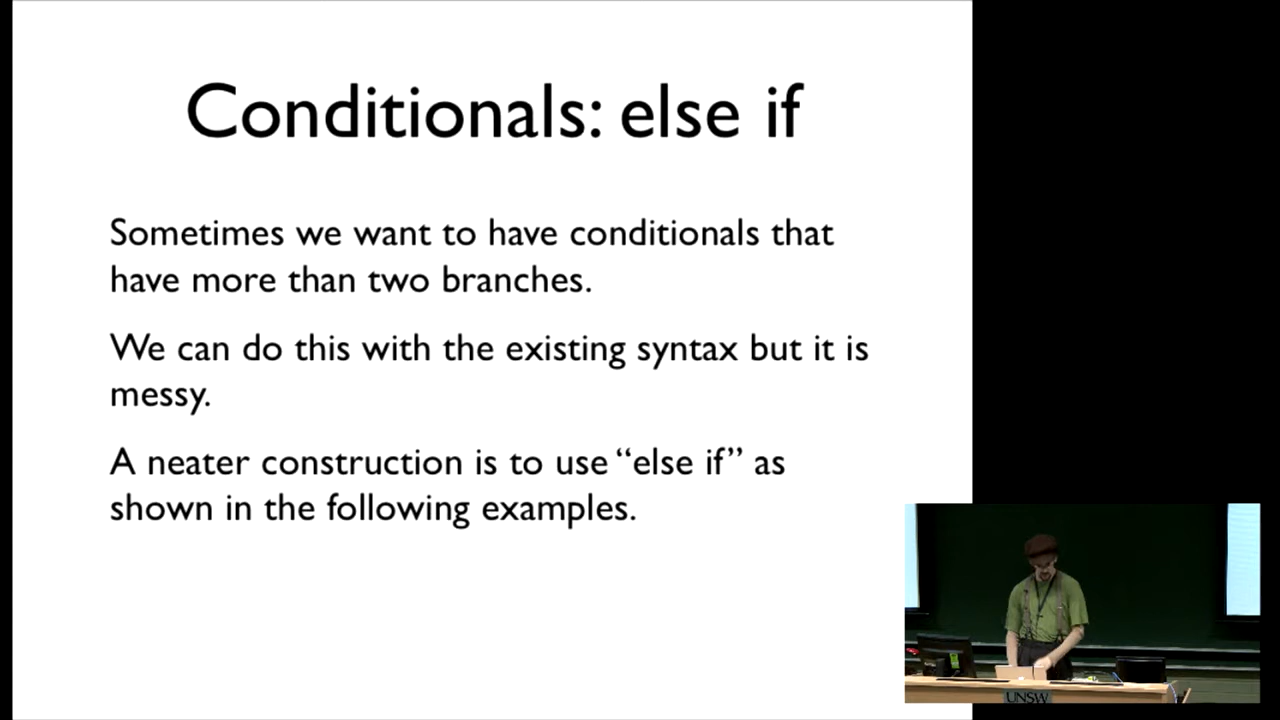 Conditionals: else if
Sometimes we want to have conditionals that
have more than two branches.
We can do this with the existing syntax but it is
messy.
A neater construction is to use “else if” as
shown in the following examples.
UNSW